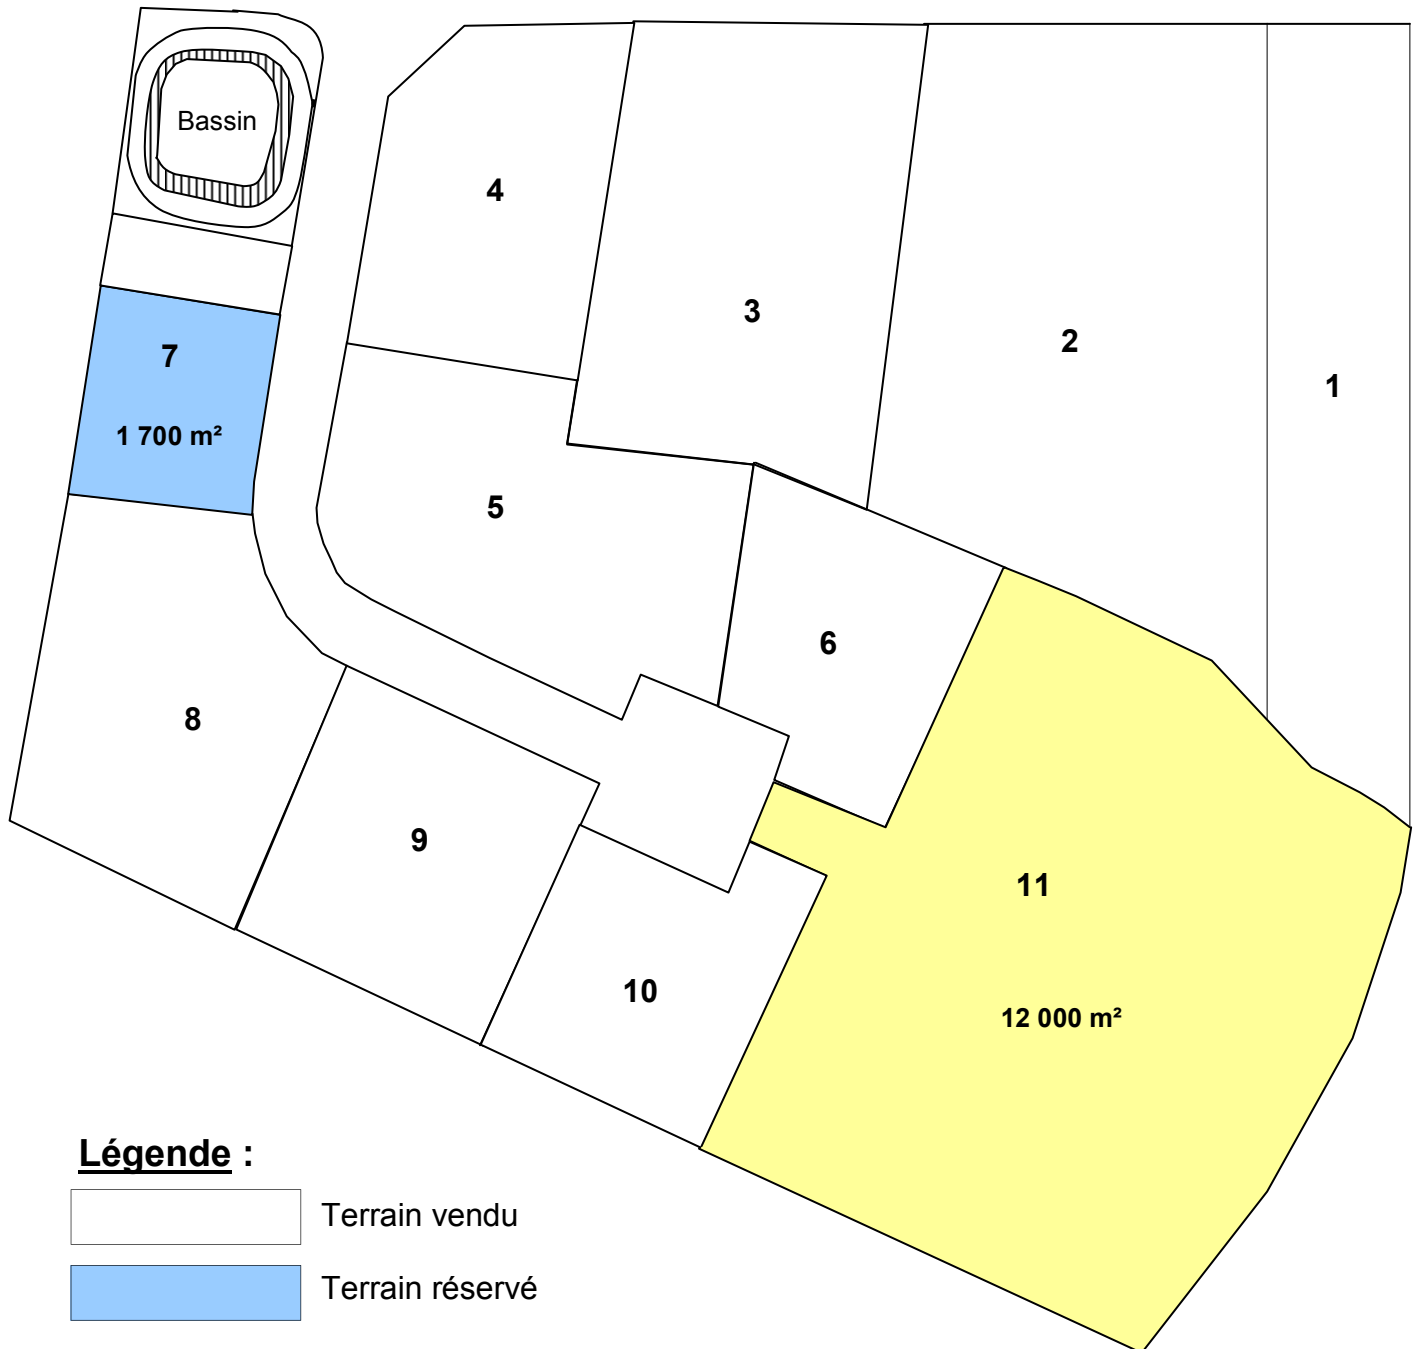 Bassin
4
3
2
1
7
1 700 m²
5
6
8
9
11
10
12 000 m²
Légende :
Terrain vendu
Terrain réservé